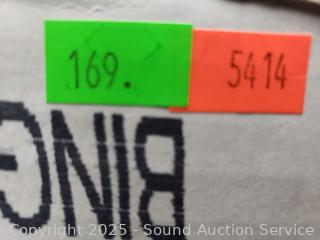 169. 5414
BING
Copyright 2025 - Sound Auction Service